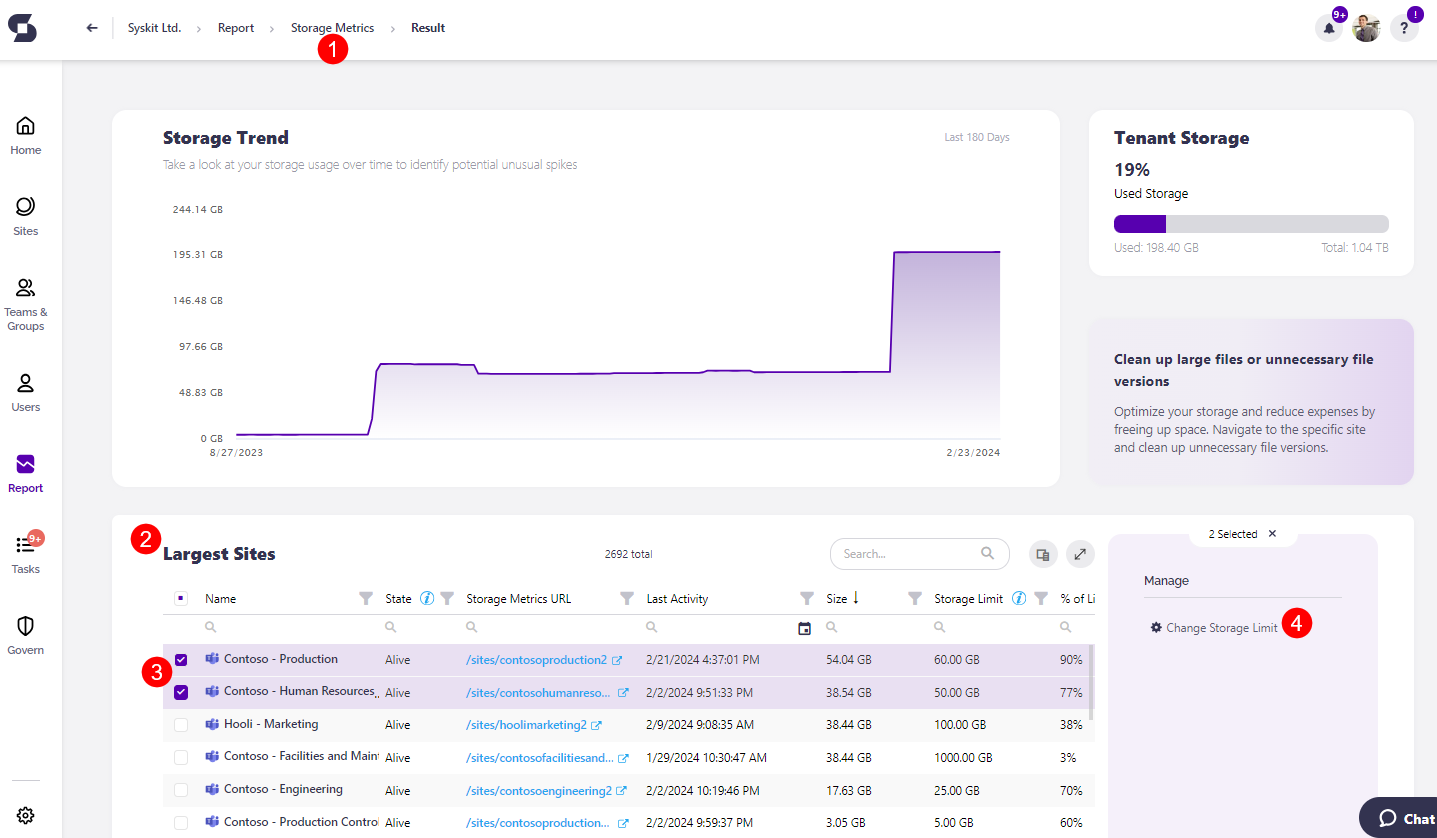 Syskit Ltd. > Report > Storage Metrics > Result
9+
!
?
1
Home
Sites
Teams &
Groups
Users
Report
9+
Tasks
Govern
Storage Trend
Last 180 Days
Take a look at your storage usage over time to identify potential unusual spikes
244.14 GB
195.31 GB
146.48 GB
97.66 GB
48.83 GB
0 GB
8/27/2023
2/23/2024
Tenant Storage
19%
Used Storage
Used: 198.40 GB
Total: 1.04 TB
Clean up large files or unnecessary file
versions
Optimize your storage and reduce expenses by
freeing up space. Navigate to the specific site
and clean up unnecessary file versions.
2
Largest Sites
2692 total
Search...
Name State i Storage Metrics URL Last Activity Size ↓ Storage Limit i % of Li
3
Contoso - Production Alive /sites/contosoproduction2 2/21/2024 4:37:01 PM 54.04 GB 60.00 GB 90%
Contoso - Human Resources... Alive /sites/contosohumanreso... 2/2/2024 9:51:33 PM 38.54 GB 50.00 GB 77%
Hooli - Marketing Alive /sites/hoolimarketing2 2/9/2024 9:08:35 AM 38.44 GB 100.00 GB 38%
Contoso - Facilities and Main Alive /sites/contosofacilitiesand... 1/29/2024 10:30:47 AM 38.44 GB 1000.00 GB 3%
Contoso - Engineering Alive /sites/contosoengineering2 2/2/2024 10:19:46 PM 17.63 GB 25.00 GB 70%
Contoso - Production Control Alive /sites/contosoproduction... 2/2/2024 9:59:37 PM 3.05 GB 5.00 GB 60%
2 Selected ×
Manage
Change Storage Limit
4
Chat